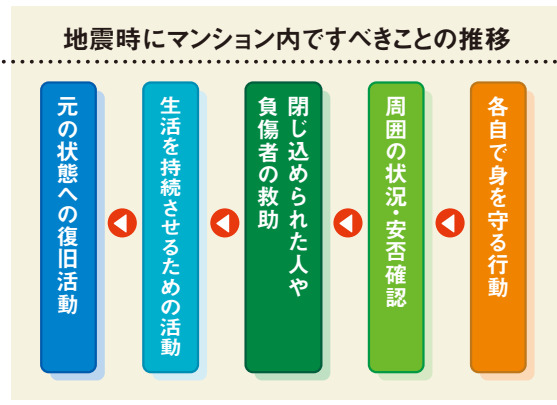 地震時にマンション内ですべきことの推移
各自で身を守る行動
周囲の状況・安否確認
閉じ込められた人や
負傷者の救助
生活を持続させるための活動
元の状態への復旧活動